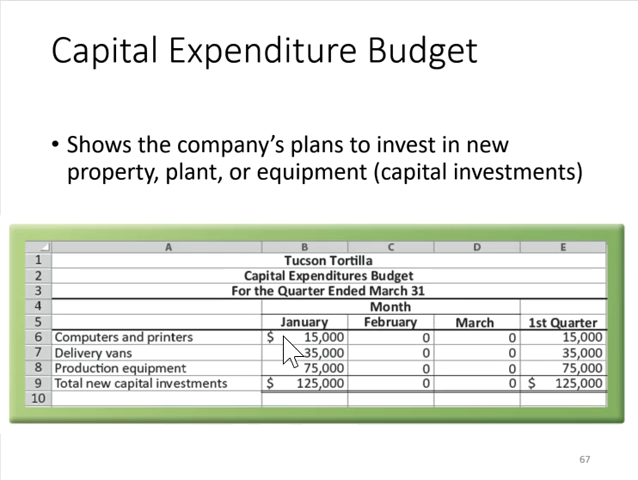 Capital Expenditure Budget
• Shows the company's plans to invest in new
property, plant, or equipment (capital investments)
A B C D E
1 Tucson Tortilla
2 Capital Expenditures Budget
3 For the Quarter Ended March 31
4 Month
5 January February March 1st Quarter
6 Computers and printers $ 15,000 0 0 15,000
7 Delivery vans 35,000 0 0 35,000
8 Production equipment 75,000 0 0 75,000
9 Total new capital investments $ 125,000 0 0 $ 125,000
10
67